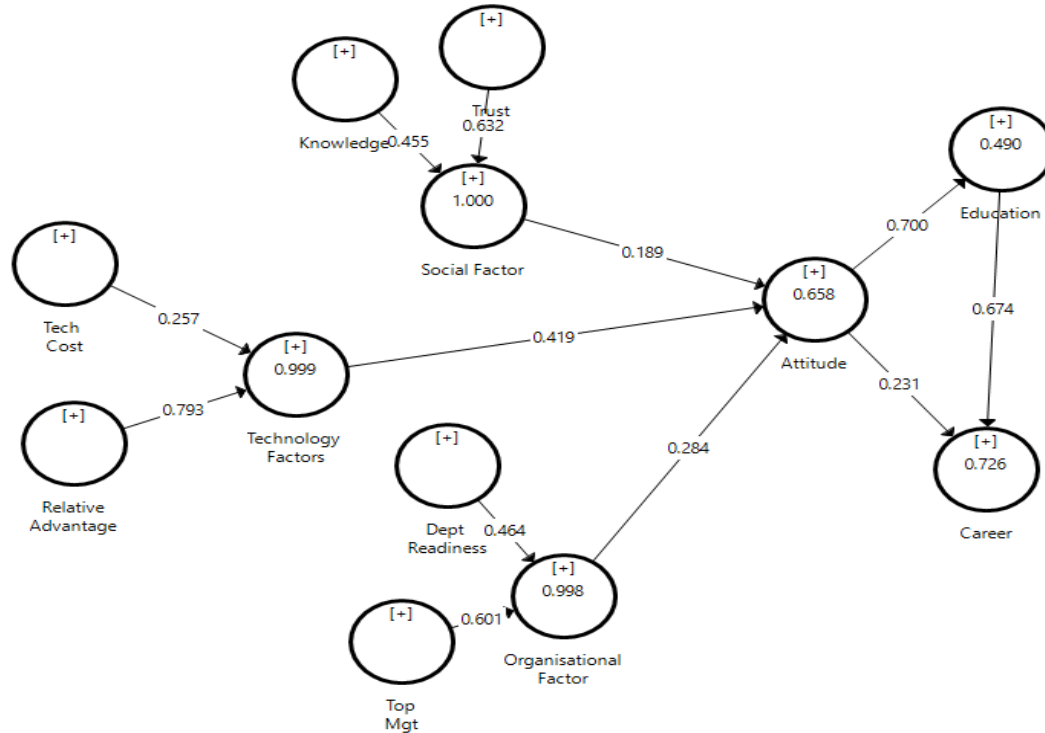 [+]
[+]
Trust
0.632
Knowledge
0.455
[+]
1.000
Social Factor
[+]
0.490
Education
0.700
0.189
[+]
Tech
Cost
0.257
[+]
0.658
Attitude
0.674
0.419
[+]
0.999
Technology
Factors
0.231
[+]
Relative
Advantage
0.793
0.284
[+]
Dept
Readiness
0.464
[+]
0.726
Career
[+]
0.998
Organisational
Factor
[+]
Top
Mgt
0.601